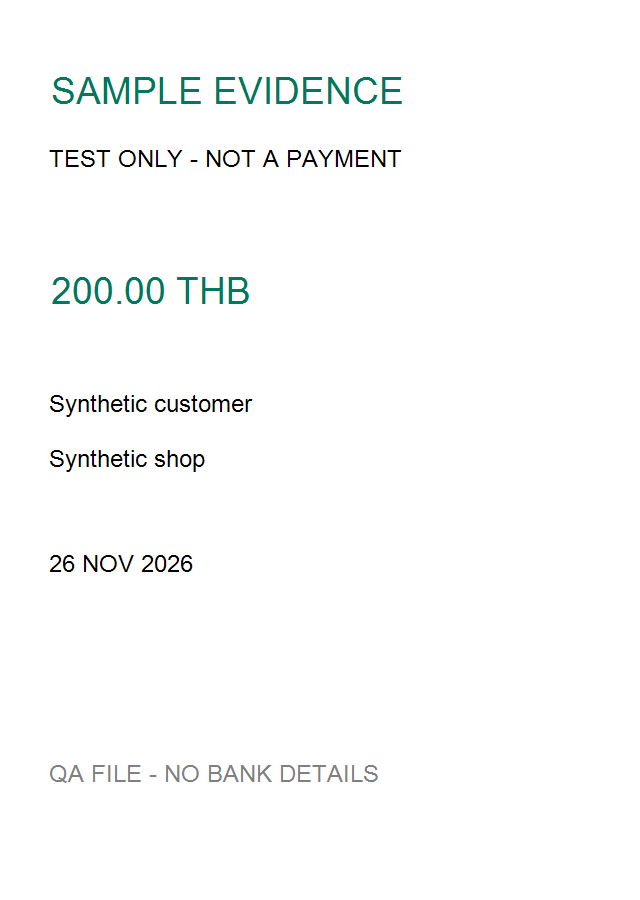 SAMPLE EVIDENCE
TEST ONLY - NOT A PAYMENT
200.00 THB
Synthetic customer
Synthetic shop
26 NOV 2026
QA FILE - NO BANK DETAILS